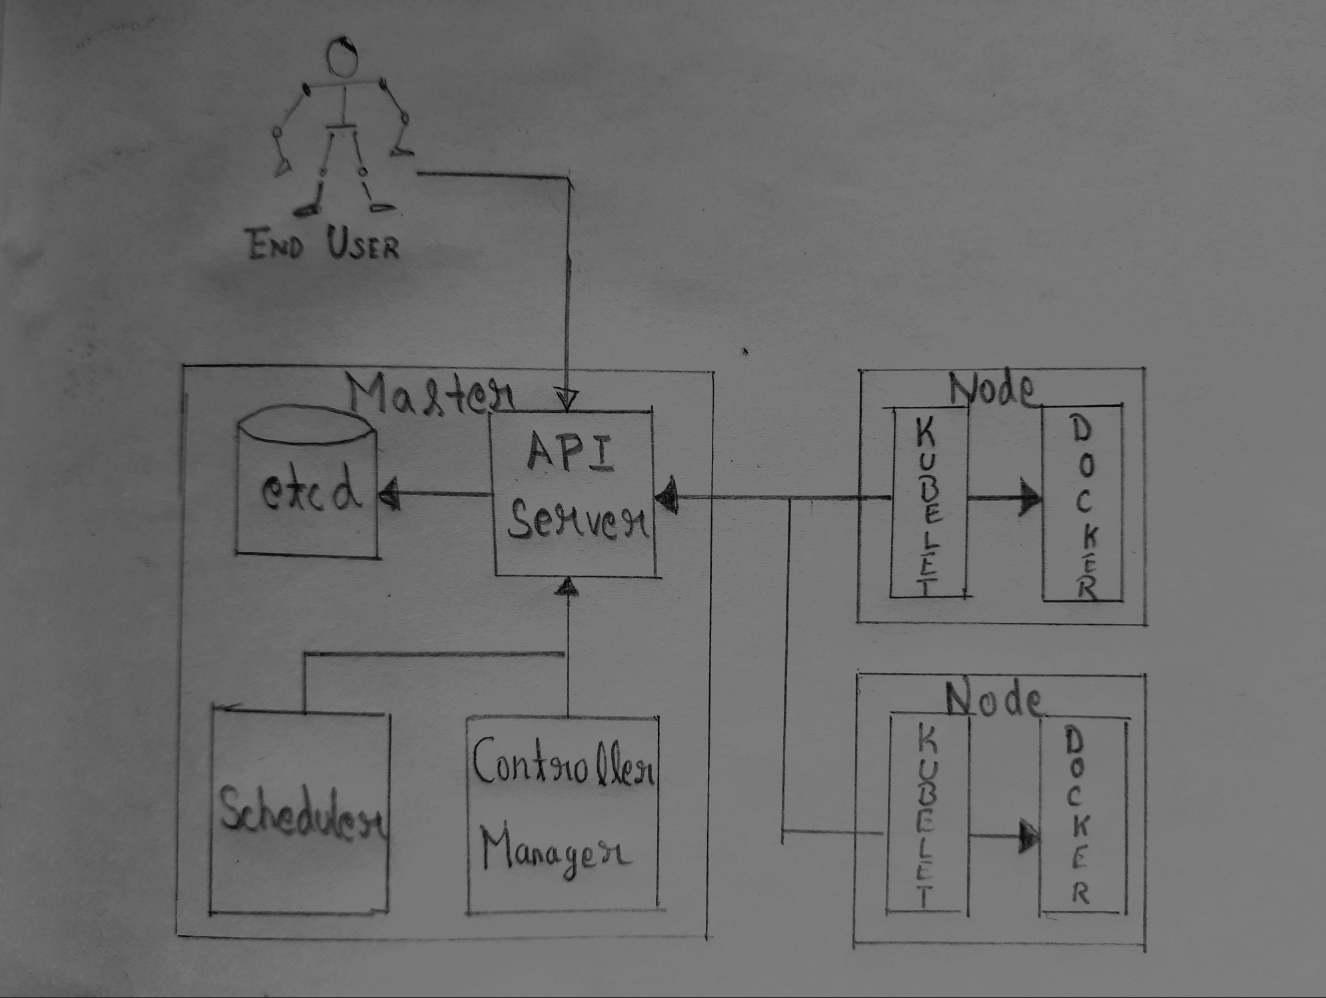 END USER
Master
etcd
API
Server
Scheduler
Controller
Manager
Node
KUBELET
DOCKER
Node
KUBELET
DOCKER